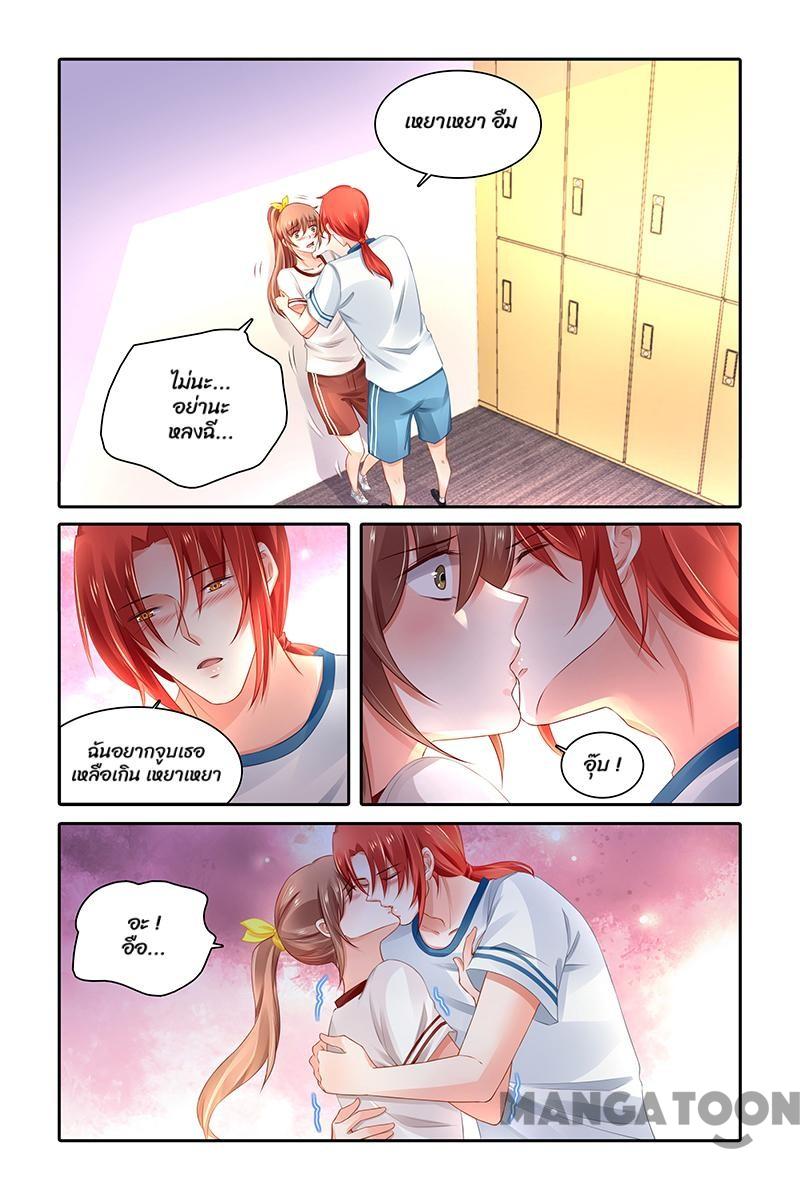 เหยาเหยา อืม
ไม่นะ...
อย่านะ
หลงฉี...
ฉันอยากจูบเธอ
เหลือเกิน เหยาเหยา
อุ๊บ !
อะ !
อือ...
MANGATOON